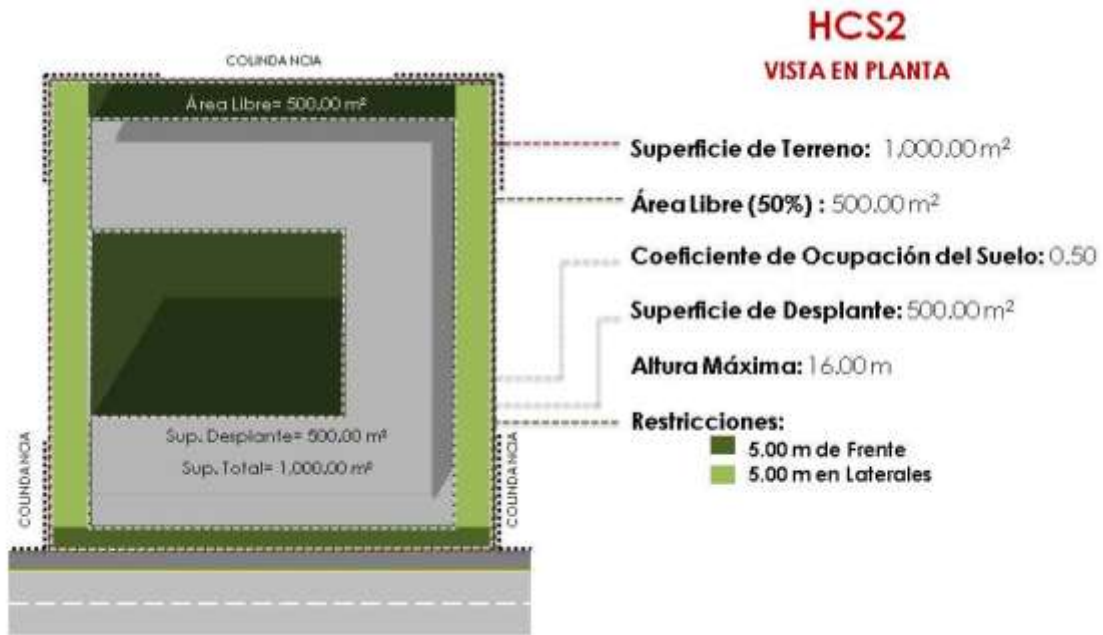 HCS2
VISTA EN PLANTA
COLINDANCIA
Área Libre= 500.00 m²
Superficie de Terreno: 1,000.00 m²
Área Libre (50%) : 500.00 m²
Coeficiente de Ocupación del Suelo: 0.50
Superficie de Desplante: 500.00 m²
Altura Máxima: 16.00 m
Restricciones:
5.00 m de Frente
5.00 m en Laterales
Sup. Desplante= 500.00 m²
Sup. Total= 1,000.00 m²
COLINDANCIA
COLINDANCIA